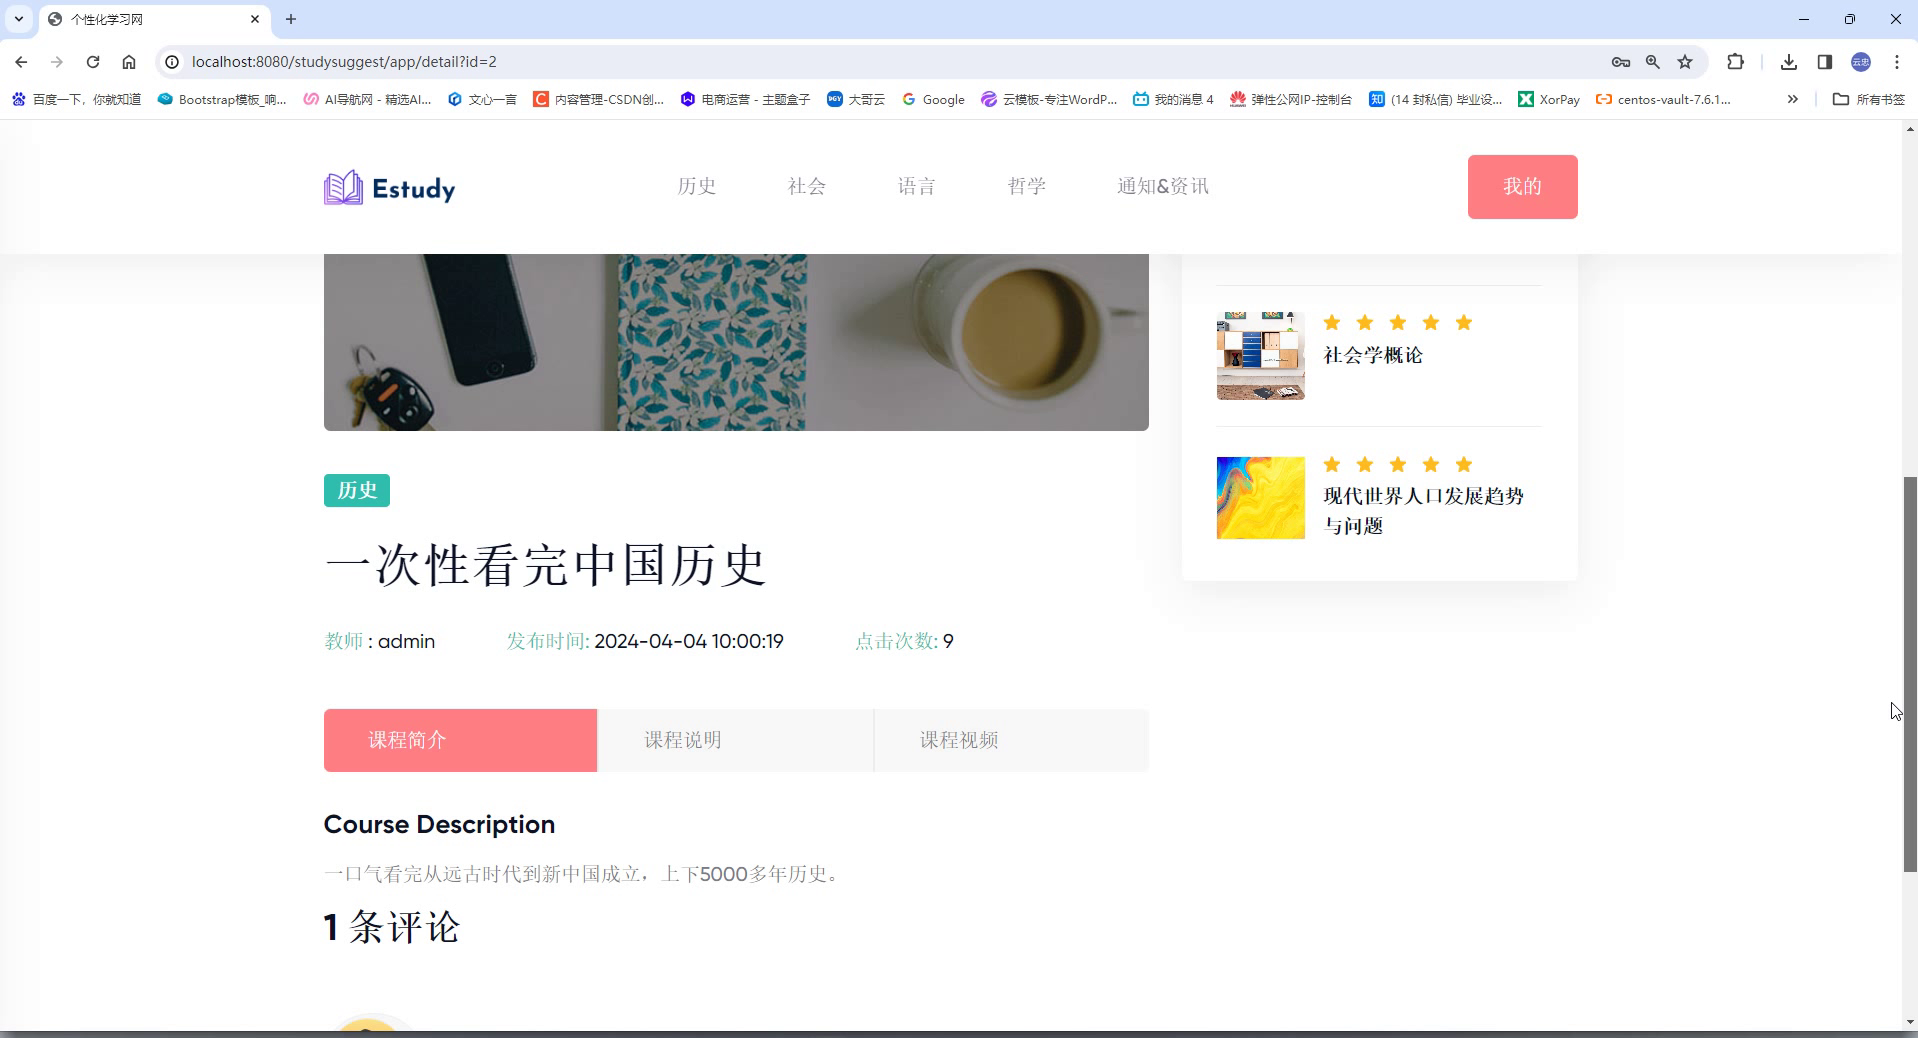 个性化学习网
localhost:8080/studysuggest/app/detail?id=2
云忠
百度一下，你就知道
Bootstrap模板_响...
AI导航网 - 精选AI...
文心一言
C
内容管理-CSDN创...
电商运营 - 主题盒子
DGY
大哥云
Google
云模板-专注WordP...
我的消息 4
弹性公网IP-控制台
知
(14 封私信) 毕业设...
XorPay
centos-vault-7.6.1...
所有书签
Estudy
历史
社会
语言
哲学
通知&资讯
我的
社会学概论
现代世界人口发展趋势
与问题
历史
一次性看完中国历史
教师 : admin
发布时间: 2024-04-04 10:00:19
点击次数: 9
课程简介
课程说明
课程视频
Course Description
一口气看完从远古时代到新中国成立，上下5000多年历史。
1 条评论